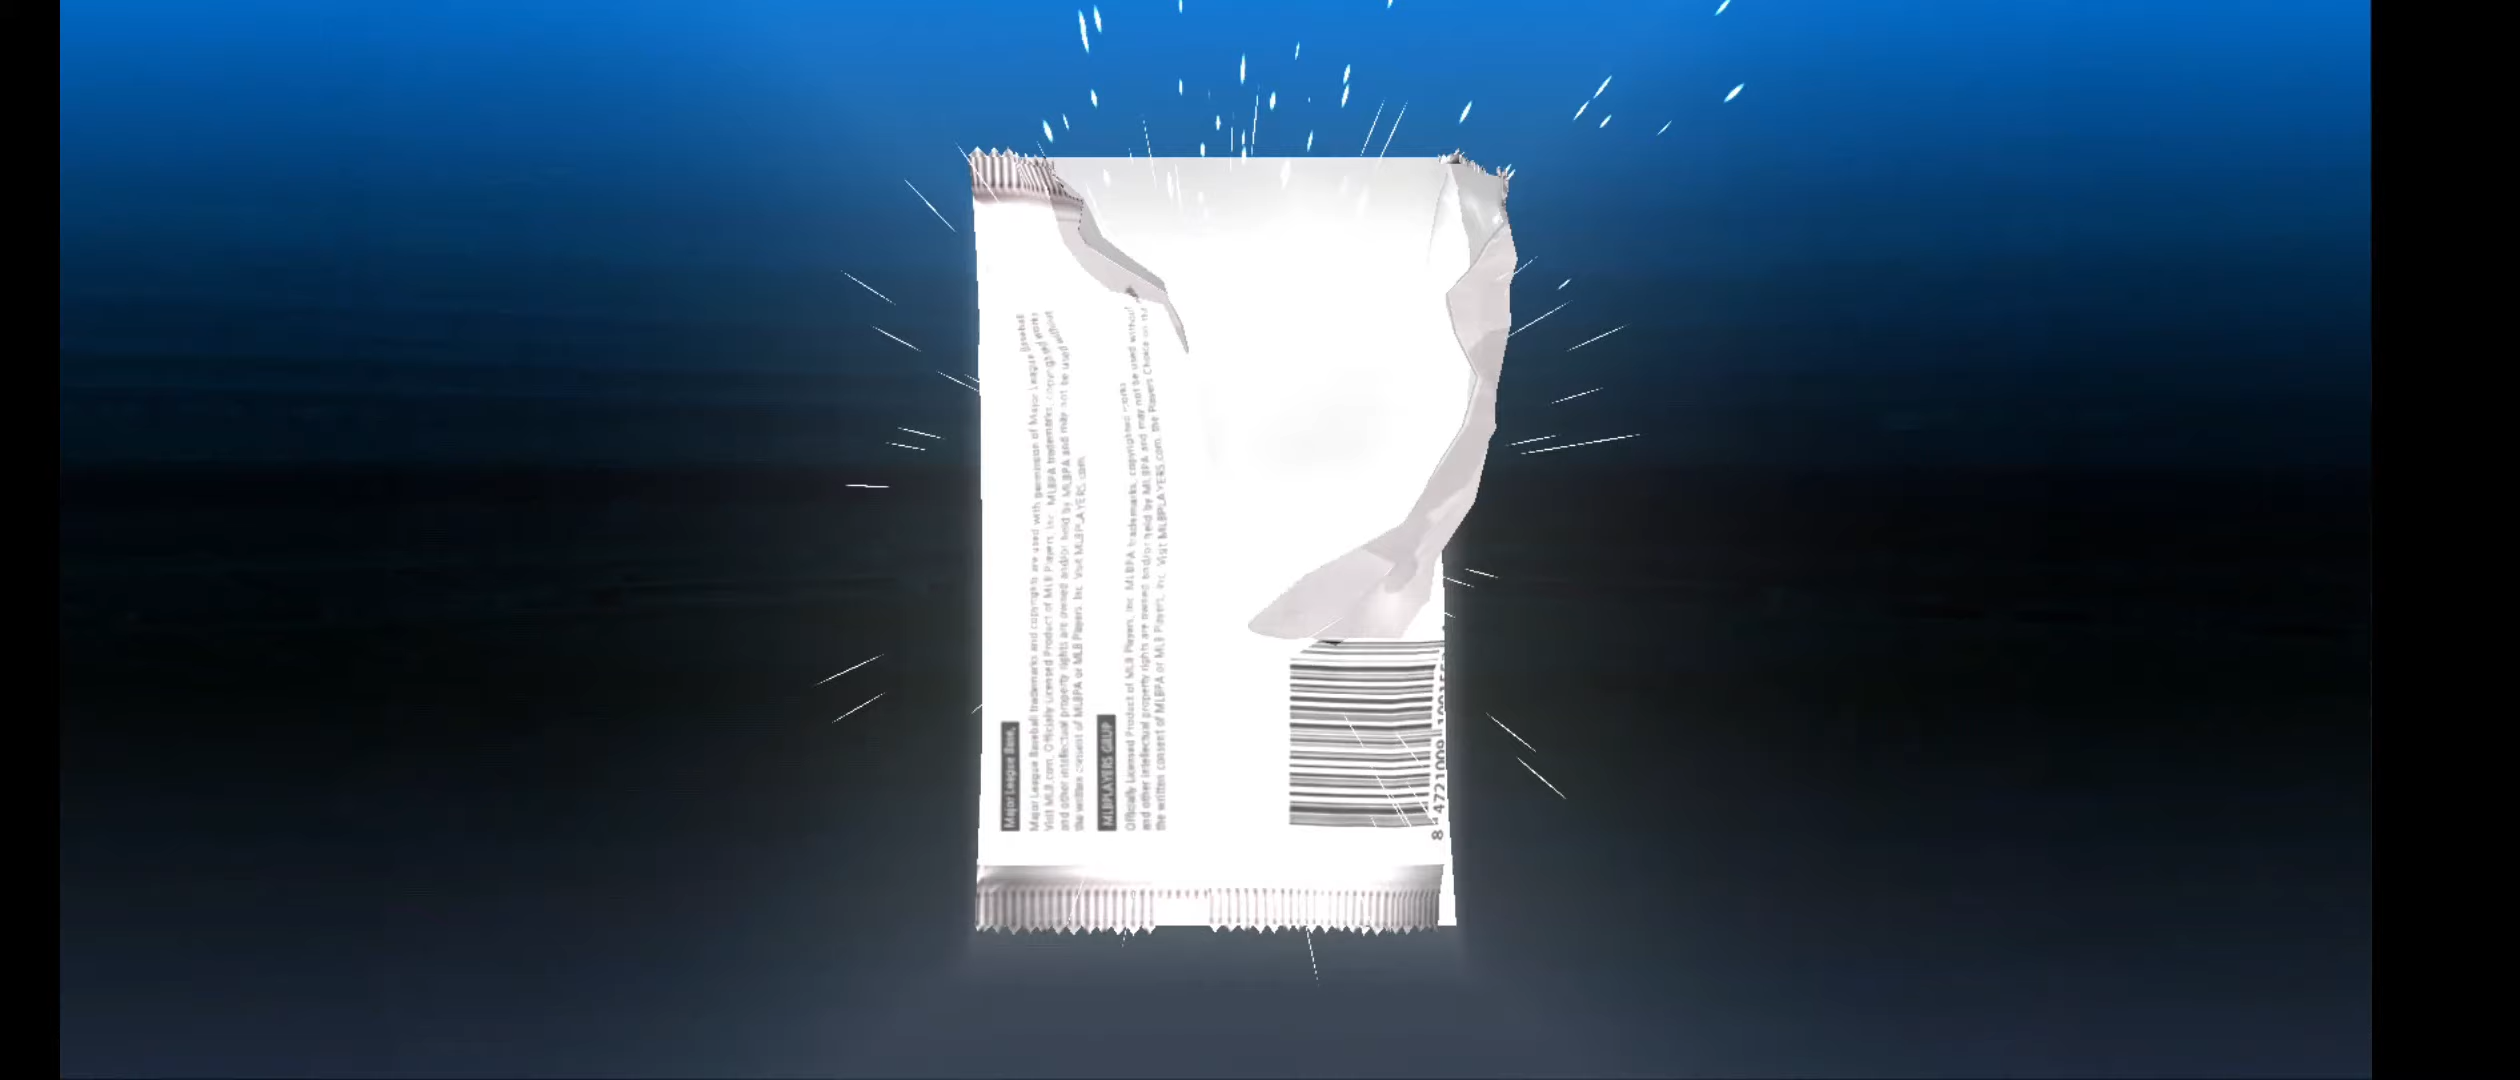 Major League Base,
Major League Baseball trademarks and copyrights are used with permission of Major League Baseball
Visit MLB.com. Officially Licensed Product of MLB Players, Inc. MLBPA trademarks, copyrighted works
and other intellectual property rights are owned and/or held by MLBPA and may not be used without
the written consent of MLBPA or MLB Players, Inc. Visit MLBPLAYERS.com
MLBPLAYERS GRUP
Officially Licensed Product of MLB Players, Inc. MLBPA trademarks, copyrighted works
and other intellectual property rights are owned and/or held by MLBPA and may not be used without
the written consent of MLBPA or MLB Players, Inc. Visit MLBPLAYERS.com, the Players Choice on the
8 4721009